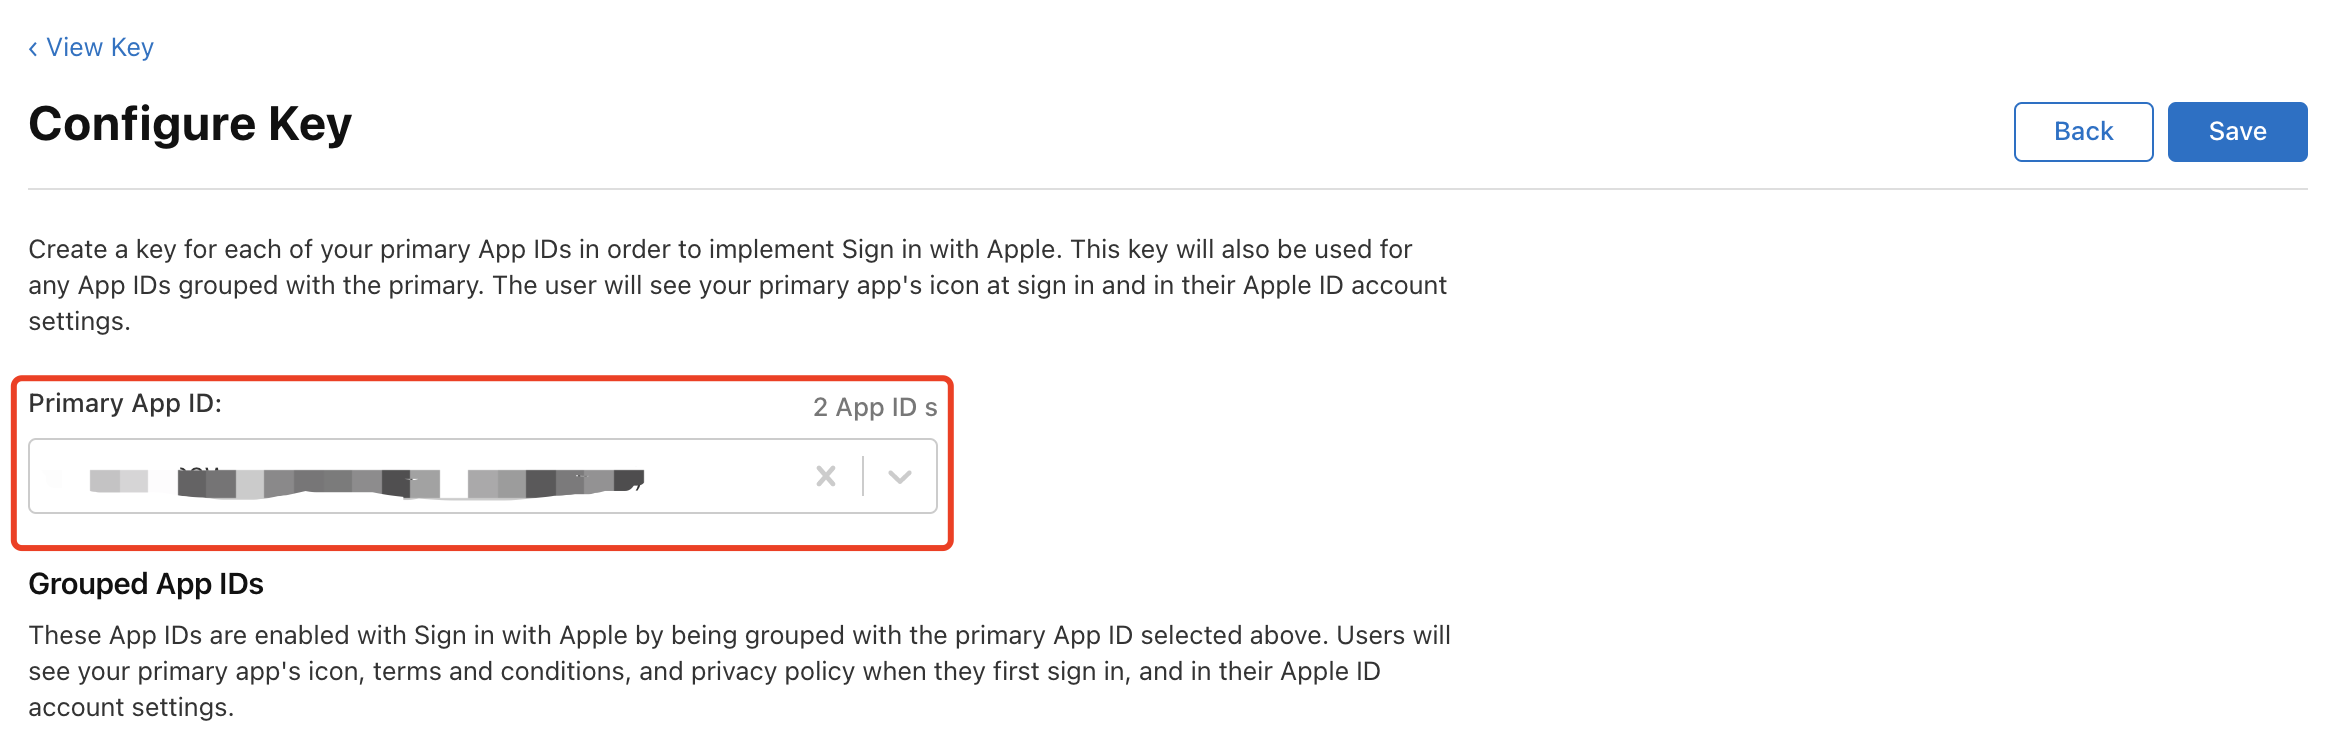 ‹ View Key
Configure Key
Back
Save
Create a key for each of your primary App IDs in order to implement Sign in with Apple. This key will also be used for
any App IDs grouped with the primary. The user will see your primary app's icon at sign in and in their Apple ID account
settings.
Primary App ID:
2 App ID s
Grouped App IDs
These App IDs are enabled with Sign in with Apple by being grouped with the primary App ID selected above. Users will
see your primary app's icon, terms and conditions, and privacy policy when they first sign in, and in their Apple ID
account settings.